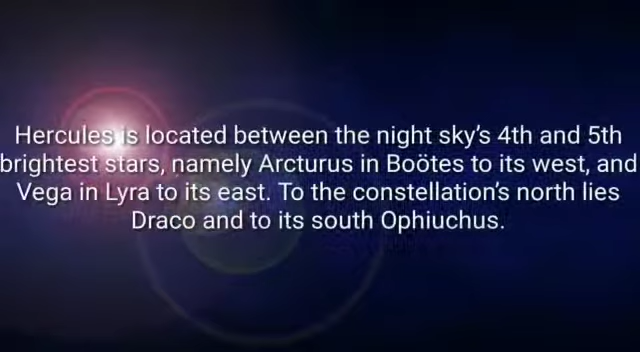 Hercules is located between the night sky's 4th and 5th
brightest stars, namely Arcturus in Boötes to its west, and
Vega in Lyra to its east. To the constellation's north lies
Draco and to its south Ophiuchus.